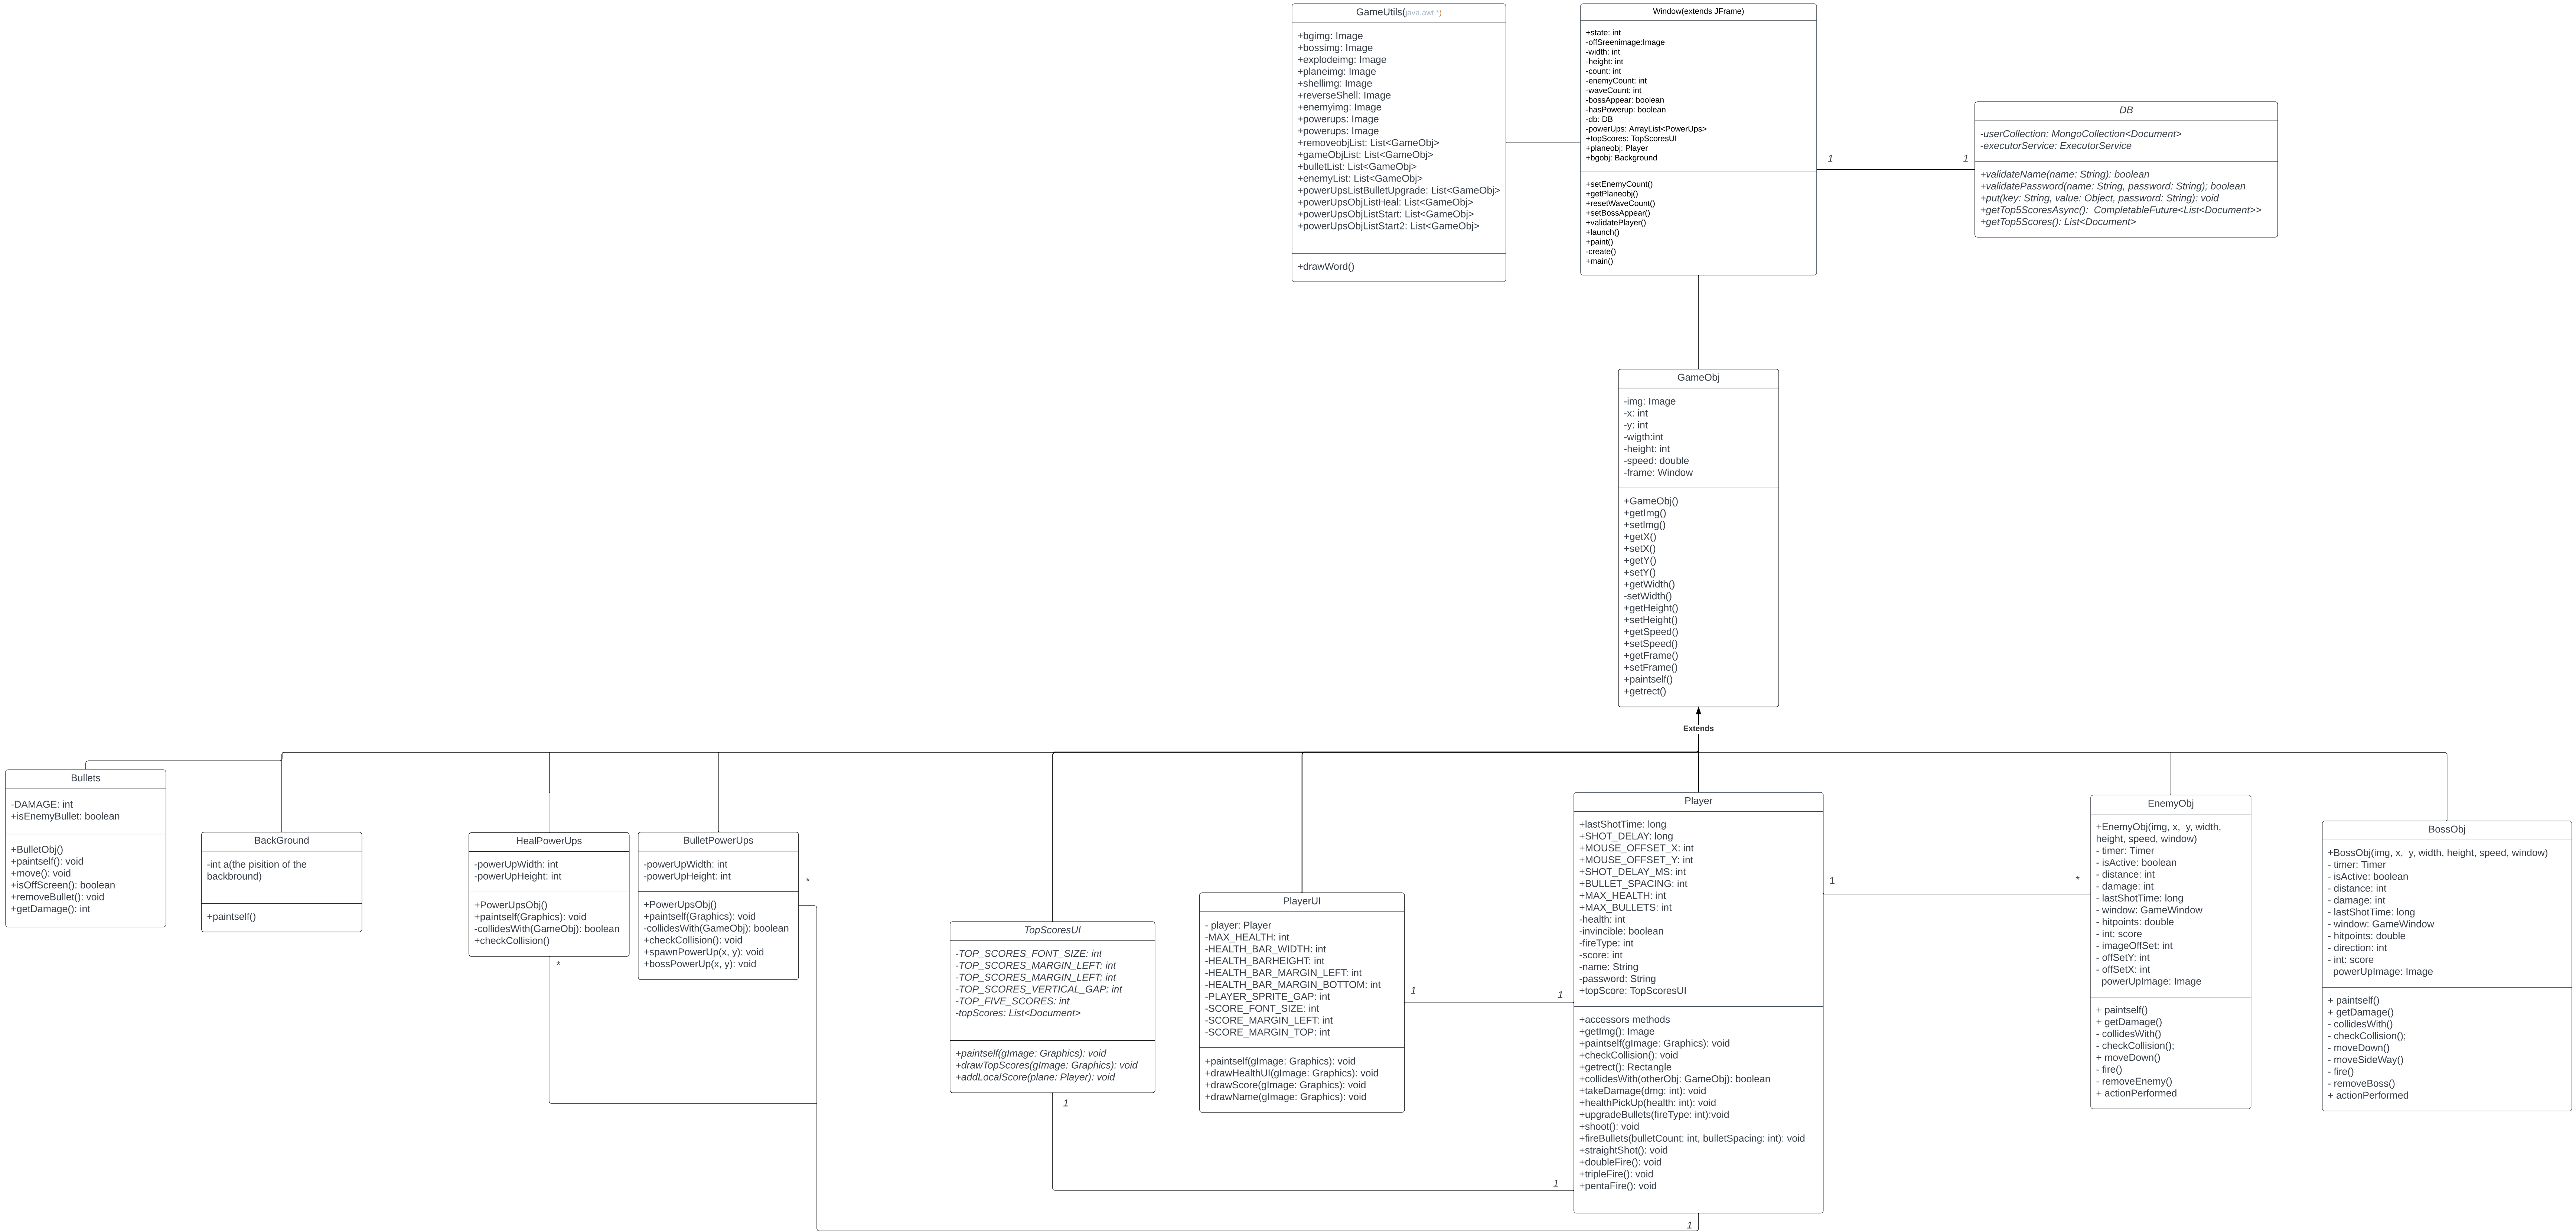 GameUtils(java.awt.*)
+bgimg: Image
+bossimg: Image
+explodeimg: Image
+planeimg: Image
+shellimg: Image
+reverseShell: Image
+enemyimg: Image
+powerups: Image
+powerups: Image
+removeobjList: List<GameObj>
+gameObjList: List<GameObj>
+bulletList: List<GameObj>
+enemyList: List<GameObj>
+powerUpsListBulletUpgrade: List<GameObj>
+powerUpsObjListHeal: List<GameObj>
+powerUpsObjListStart: List<GameObj>
+powerUpsObjListStart2: List<GameObj>
+drawWord()
Window(extends JFrame)
+state: int
-offSreenimage:Image
-width: int
-height: int
-count: int
-enemyCount: int
-waveCount: int
-bossAppear: boolean
-hasPowerup: boolean
-db: DB
-powerUps: ArrayList<PowerUps>
+topScores: TopScoresUI
+planeobj: Player
+bgobj: Background
+setEnemyCount()
+getPlaneobj()
+resetWaveCount()
+setBossAppear()
+validatePlayer()
+launch()
+paint()
-create()
+main()
1
1
DB
-userCollection: MongoCollection<Document>
-executorService: ExecutorService
+validateName(name: String): boolean
+validatePassword(name: String, password: String); boolean
+put(key: String, value: Object, password: String): void
+getTop5ScoresAsync():  CompletableFuture<List<Document>>
+getTop5Scores(): List<Document>
GameObj
-img: Image
-x: int
-y: int
-wigth:int
-height: int
-speed: double
-frame: Window
+GameObj()
+getImg()
+setImg()
+getX()
+setX()
+getY()
+setY()
+getWidth()
-setWidth()
+getHeight()
+setHeight()
+getSpeed()
+setSpeed()
+getFrame()
+setFrame()
+paintself()
+getrect()
Extends
Bullets
-DAMAGE: int
+isEnemyBullet: boolean
+BulletObj()
+paintself(): void
+move(): void
+isOffScreen(): boolean
+removeBullet(): void
+getDamage(): int
BackGround
-int a(the pisition of the
backbround)
+paintself()
HealPowerUps
-powerUpWidth: int
-powerUpHeight: int
+PowerUpsObj()
+paintself(Graphics): void
-collidesWith(GameObj): boolean
+checkCollision()
*
BulletPowerUps
-powerUpWidth: int
-powerUpHeight: int
+PowerUpsObj()
+paintself(Graphics): void
-collidesWith(GameObj): boolean
+checkCollision(): void
+spawnPowerUp(x, y): void
+bossPowerUp(x, y): void
*
TopScoresUI
-TOP_SCORES_FONT_SIZE: int
-TOP_SCORES_MARGIN_LEFT: int
-TOP_SCORES_MARGIN_LEFT: int
-TOP_SCORES_VERTICAL_GAP: int
-TOP_FIVE_SCORES: int
-topScores: List<Document>
+paintself(gImage: Graphics): void
+drawTopScores(gImage: Graphics): void
+addLocalScore(plane: Player): void
1
PlayerUI
- player: Player
-MAX_HEALTH: int
-HEALTH_BAR_WIDTH: int
-HEALTH_BARHEIGHT: int
-HEALTH_BAR_MARGIN_LEFT: int
-HEALTH_BAR_MARGIN_BOTTOM: int
-PLAYER_SPRITE_GAP: int
-SCORE_FONT_SIZE: int
-SCORE_MARGIN_LEFT: int
-SCORE_MARGIN_TOP: int
+paintself(gImage: Graphics): void
+drawHealthUI(gImage: Graphics): void
+drawScore(gImage: Graphics): void
+drawName(gImage: Graphics): void
1
1
Player
+lastShotTime: long
+SHOT_DELAY: long
+MOUSE_OFFSET_X: int
+MOUSE_OFFSET_Y: int
+SHOT_DELAY_MS: int
+BULLET_SPACING: int
+MAX_HEALTH: int
+MAX_BULLETS: int
-health: int
-invincible: boolean
-fireType: int
-score: int
-name: String
-password: String
+topScore: TopScoresUI
+accessors methods
+getImg(): Image
+paintself(gImage: Graphics): void
+checkCollision(): void
+getrect(): Rectangle
+collidesWith(otherObj: GameObj): boolean
+takeDamage(dmg: int): void
+healthPickUp(health: int): void
+upgradeBullets(fireType: int):void
+shoot(): void
+fireBullets(bulletCount: int, bulletSpacing: int): void
+straightShot(): void
+doubleFire(): void
+tripleFire(): void
+pentaFire(): void
1
1
1
*
EnemyObj
+EnemyObj(img, x,  y, width,
height, speed, window)
- timer: Timer
- isActive: boolean
- distance: int
- damage: int
- lastShotTime: long
- window: GameWindow
- hitpoints: double
- int: score
- imageOffSet: int
- offSetY: int
- offSetX: int
powerUpImage: Image
+ paintself()
+ getDamage()
- collidesWith()
- checkCollision;
+ moveDown()
- fire()
- removeEnemy()
+ actionPerformed
BossObj
+BossObj(img, x,  y, width, height, speed, window)
- timer: Timer
- isActive: boolean
- distance: int
- damage: int
- lastShotTime: long
- window: GameWindow
- hitpoints: double
- direction: int
- int: score
powerUpImage: Image
+ paintself()
+ getDamage()
- collidesWith()
- checkCollision;
- moveDown()
- moveSideWay()
- fire()
- removeBoss()
+ actionPerformed